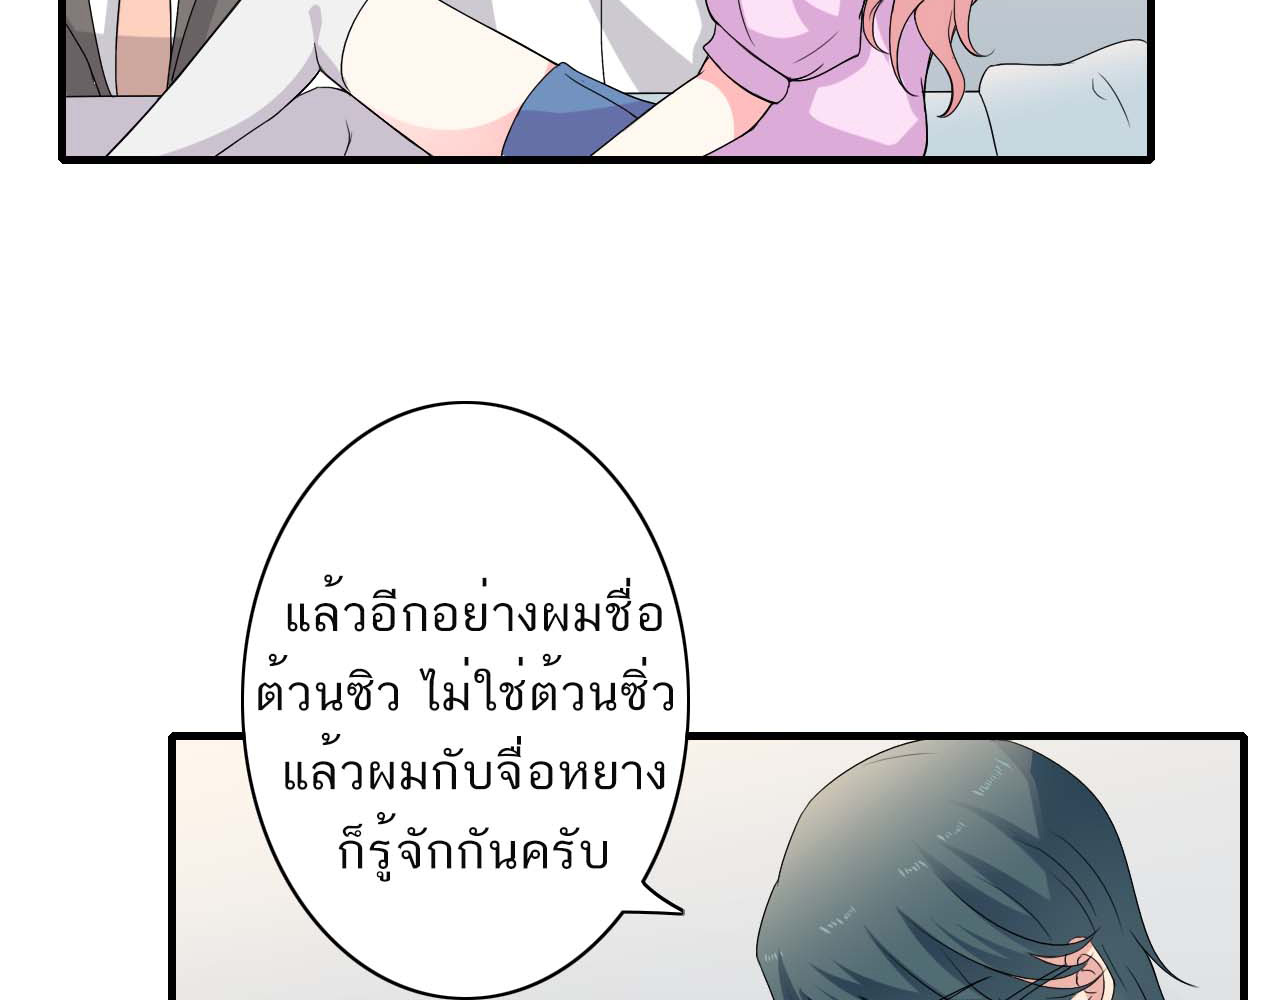 แล้วอีกอย่างผมชื่อ
ต้วนซิว ไม่ใช่ต้วนซิ่ว
แล้วผมกับจื่อหยาง
ก็รู้จักกันครับ